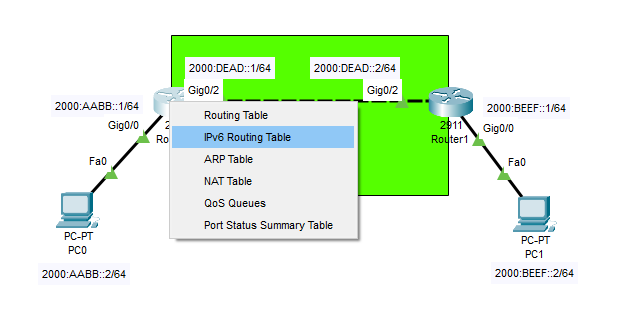 2000:DEAD::1/64
2000:DEAD::2/64
Gig0/2
Gig0/2
2000:AABB::1/64
2000:BEEF::1/64
Gig0/0
2911
Router1
Gig0/0
Routing Table
IPv6 Routing Table
ARP Table
NAT Table
QoS Queues
Port Status Summary Table
Fa0
Fa0
PC-PT
PC0
PC-PT
PC1
2000:AABB::2/64
2000:BEEF::2/64